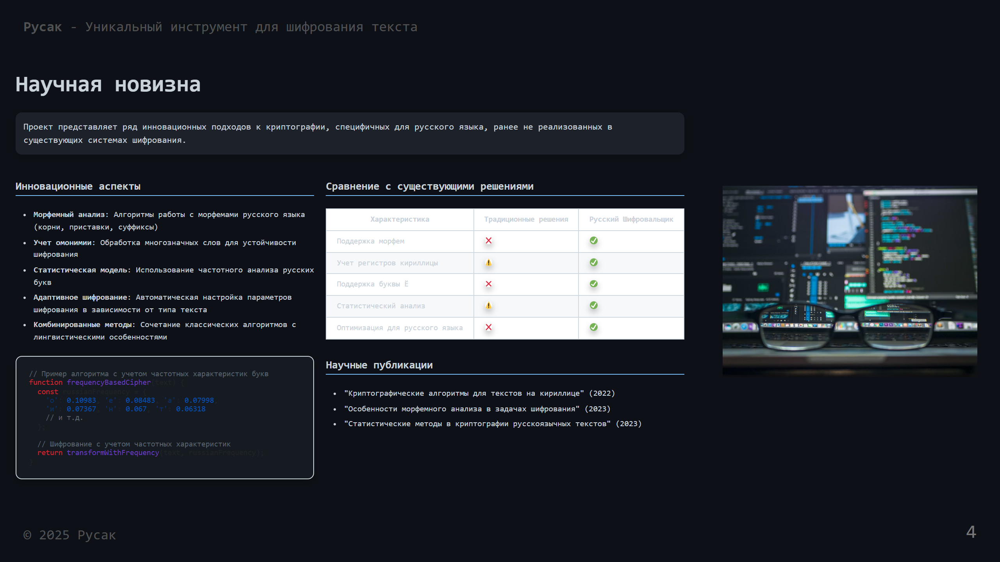 Русак - Уникальный инструмент для шифрования текста
Научная новизна
Проект представляет ряд инновационных подходов к криптографии, специфичных для русского языка, ранее не реализованных в
существующих системах шифрования.
Инновационные аспекты
• Морфемный анализ: Алгоритмы работы с морфемами русского языка
(корни, приставки, суффиксы)
• Учет омонимии: Обработка многозначных слов для устойчивости
шифрования
• Статистическая модель: Использование частотного анализа русских
букв
• Адаптивное шифрование: Автоматическая настройка параметров
шифрования в зависимости от типа текста
• Комбинированные методы: Сочетание классических алгоритмов с
лингвистическими особенностями
// Пример алгоритма с учетом частотных характеристик букв
function frequencyBasedCipher(text) {
const russianFrequency = {
'о': 0.10983, 'е': 0.08483, 'а': 0.07998,
'и': 0.07367, 'н': 0.067, 'т': 0.06318
// и т.д.
};
// Шифрование с учетом частотных характеристик
return transformWithFrequency(text, russianFrequency);
}
Сравнение с существующими решениями
Характеристика Традиционные решения Русский Шифровальщик
Поддержка морфем ❌ ✅
Учет регистров кириллицы ⚠️ ✅
Поддержка буквы Ё ❌ ✅
Статистический анализ ⚠️ ✅
Оптимизация для русского языка ❌ ✅
Научные публикации
• "Криптографические алгоритмы для текстов на кириллице" (2022)
• "Особенности морфемного анализа в задачах шифрования" (2023)
• "Статистические методы в криптографии русскоязычных текстов" (2023)
© 2025 Русак
4